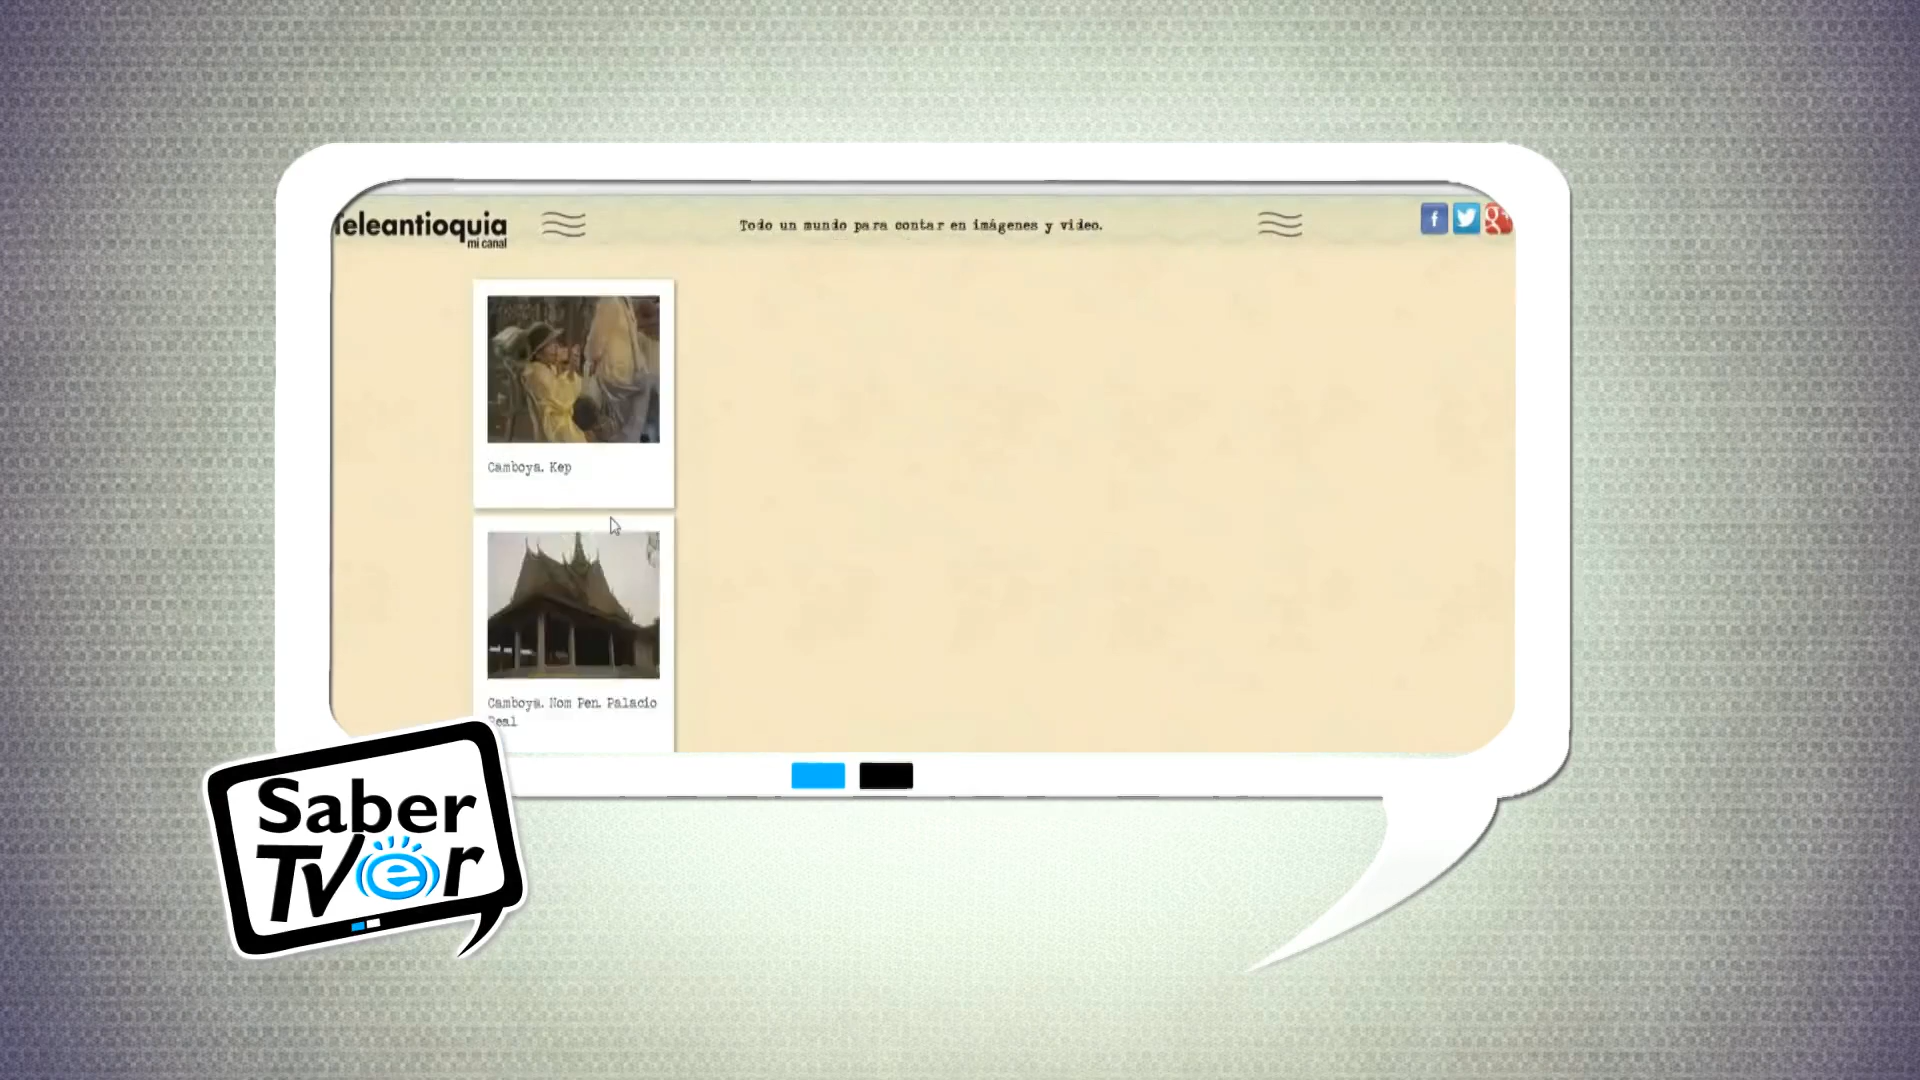 Teleantioquia
mi canal
Todo un mundo para contar en imágenes y video.
f
g+
Camboya. Kep
Camboya. Nom Pen. Palacio
Real
Saber
TVer